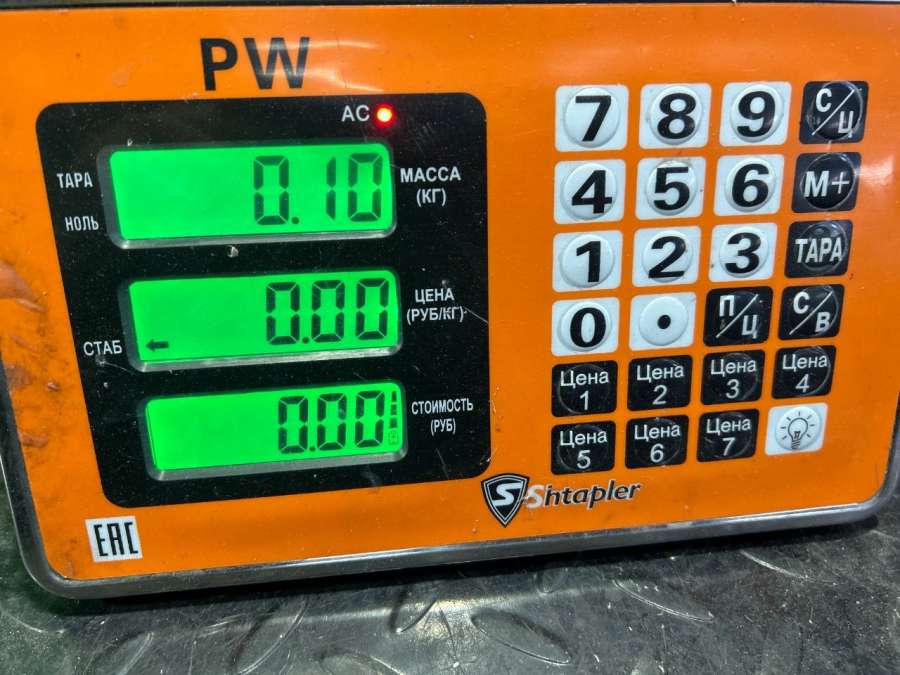 PW
AC
ТАРА
НОЛЬ
0.10
МАССА
(КГ)
СТАБ
0.00
ЦЕНА
(РУБ/КГ)
0.00
СТОИМОСТЬ
(РУБ)
7 8 9 С/Ц
4 5 6 М+
1 2 3 ТАРА
0 • П/Ц С/В
Цена 1 Цена 2 Цена 3 Цена 4
Цена 5 Цена 6 Цена 7
S Shtapler
EAC